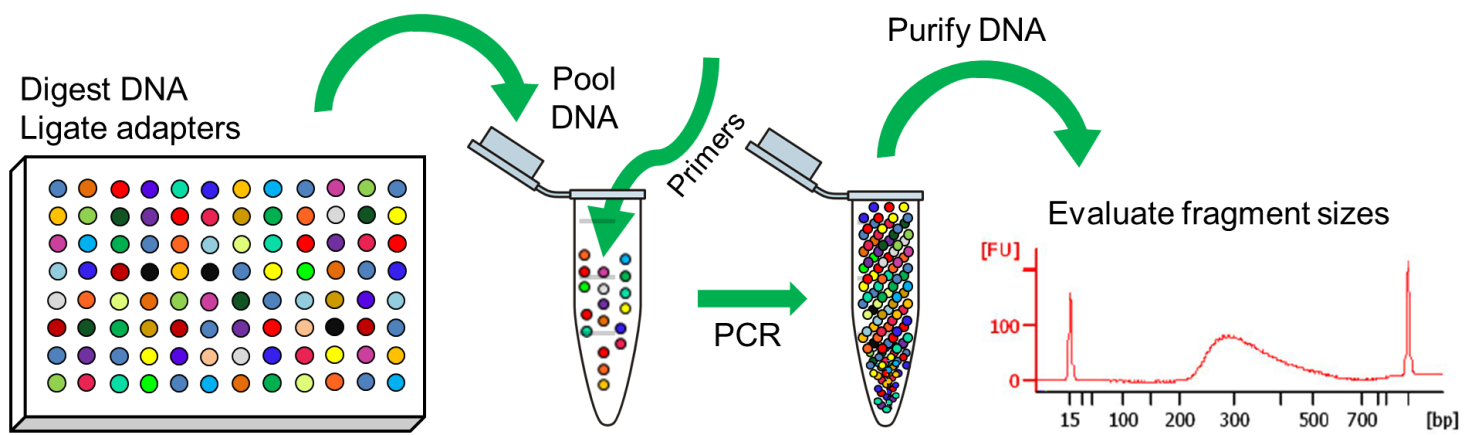 Digest DNA
Ligate adapters
Pool
DNA
Primers
PCR
Purify DNA
Evaluate fragment sizes
[FU]
100
0
15 100 200 300 500 700 [bp]